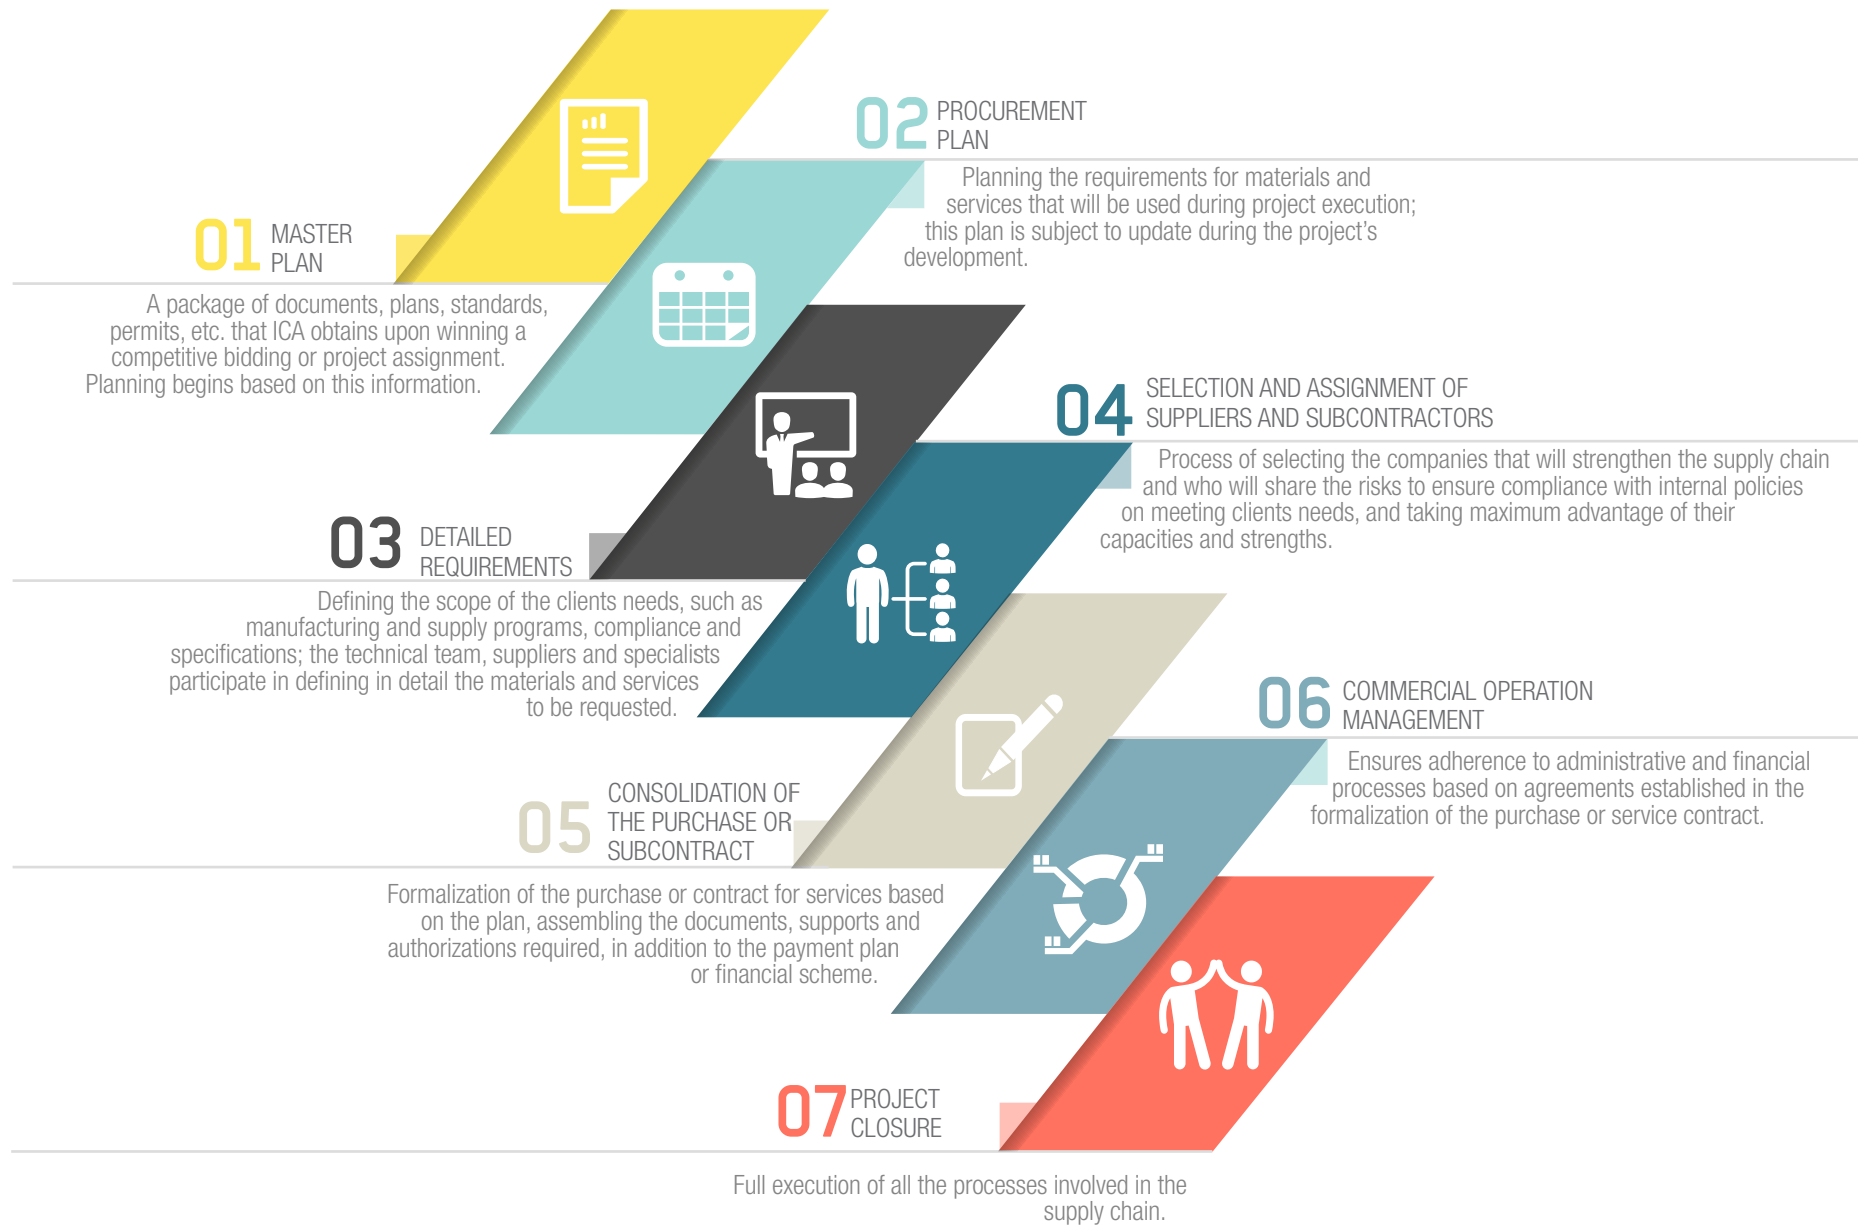 01 MASTER
PLAN
A package of documents, plans, standards,
permits, etc. that ICA obtains upon winning a
competitive bidding or project assignment.
Planning begins based on this information.
02 PROCUREMENT
PLAN
Planning the requirements for materials and
services that will be used during project execution;
this plan is subject to update during the project’s
development.
03 DETAILED
REQUIREMENTS
Defining the scope of the clients needs, such as
manufacturing and supply programs, compliance and
specifications; the technical team, suppliers and specialists
participate in defining in detail the materials and services
to be requested.
04 SELECTION AND ASSIGNMENT OF
SUPPLIERS AND SUBCONTRACTORS
Process of selecting the companies that will strengthen the supply chain
and who will share the risks to ensure compliance with internal policies
on meeting clients needs, and taking maximum advantage of their
capacities and strengths.
05 CONSOLIDATION OF
THE PURCHASE OR
SUBCONTRACT
Formalization of the purchase or contract for services based
on the plan, assembling the documents, supports and
authorizations required, in addition to the payment plan
or financial scheme.
06 COMMERCIAL OPERATION
MANAGEMENT
Ensures adherence to administrative and financial
processes based on agreements established in the
formalization of the purchase or service contract.
07 PROJECT
CLOSURE
Full execution of all the processes involved in the
supply chain.